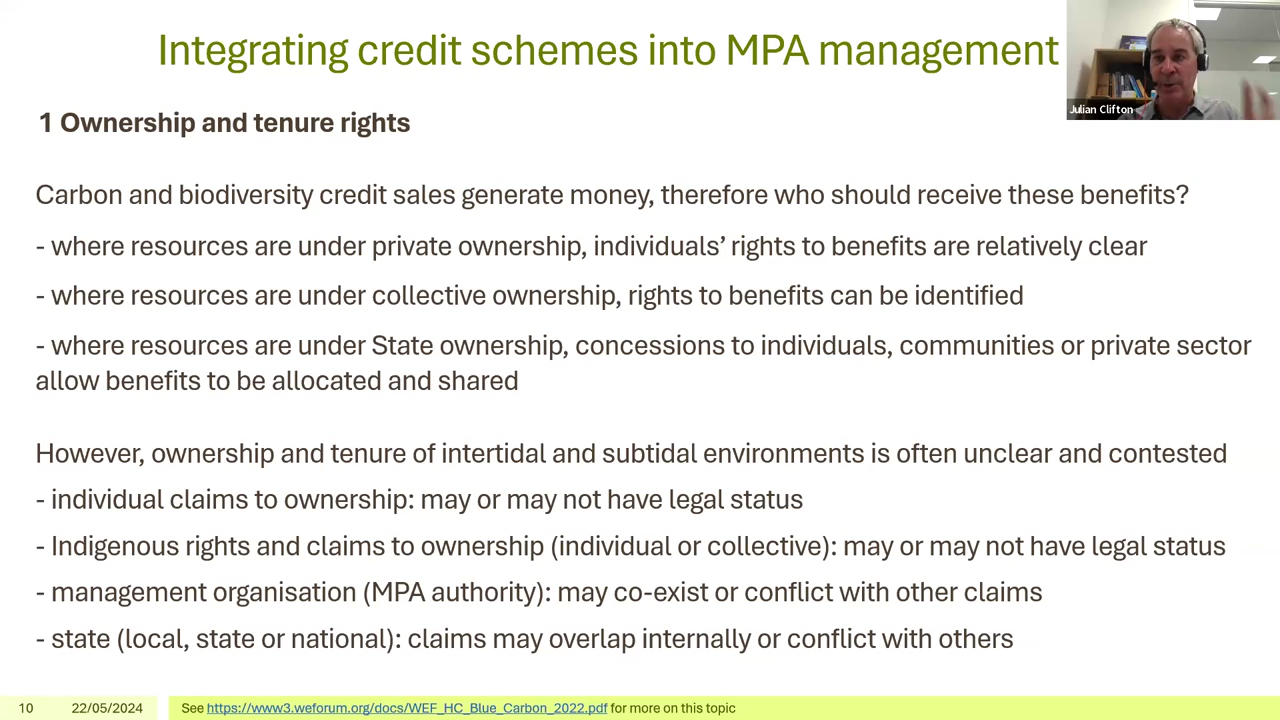 Integrating credit schemes into MPA management
Julian Clifton
1 Ownership and tenure rights
Carbon and biodiversity credit sales generate money, therefore who should receive these benefits?
- where resources are under private ownership, individuals’ rights to benefits are relatively clear
- where resources are under collective ownership, rights to benefits can be identified
- where resources are under State ownership, concessions to individuals, communities or private sector
allow benefits to be allocated and shared
However, ownership and tenure of intertidal and subtidal environments is often unclear and contested
- individual claims to ownership: may or may not have legal status
- Indigenous rights and claims to ownership (individual or collective): may or may not have legal status
- management organisation (MPA authority): may co-exist or conflict with other claims
- state (local, state or national): claims may overlap internally or conflict with others
10 22/05/2024 See https://www3.weforum.org/docs/WEF_HC_Blue_Carbon_2022.pdf for more on this topic